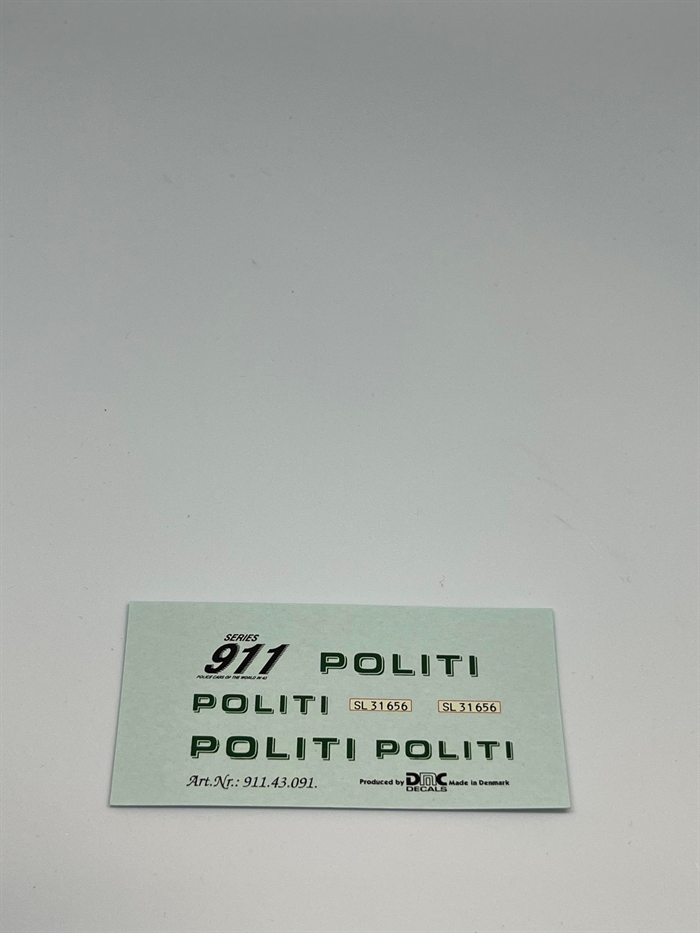 SERIES
911 POLITI
POLICE CARS OF THE WORLD IN 43
POLITI SL 31656 SL 31656
POLITI POLITI
Art.Nr.: 911.43.091. Produced by DMC Made in Denmark
DECALS